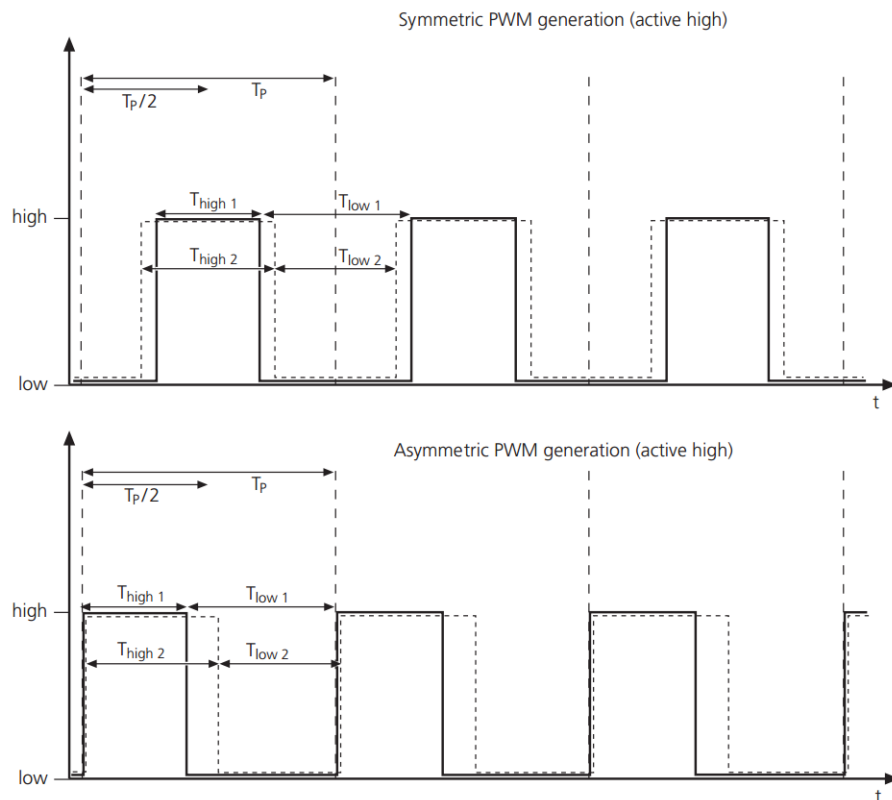 Symmetric PWM generation (active high)
TP/2
TP
high
Thigh 1
Tlow 1
Thigh 2
Tlow 2
low
t
Asymmetric PWM generation (active high)
TP/2
TP
high
Thigh 1
Tlow 1
Thigh 2
Tlow 2
low
t